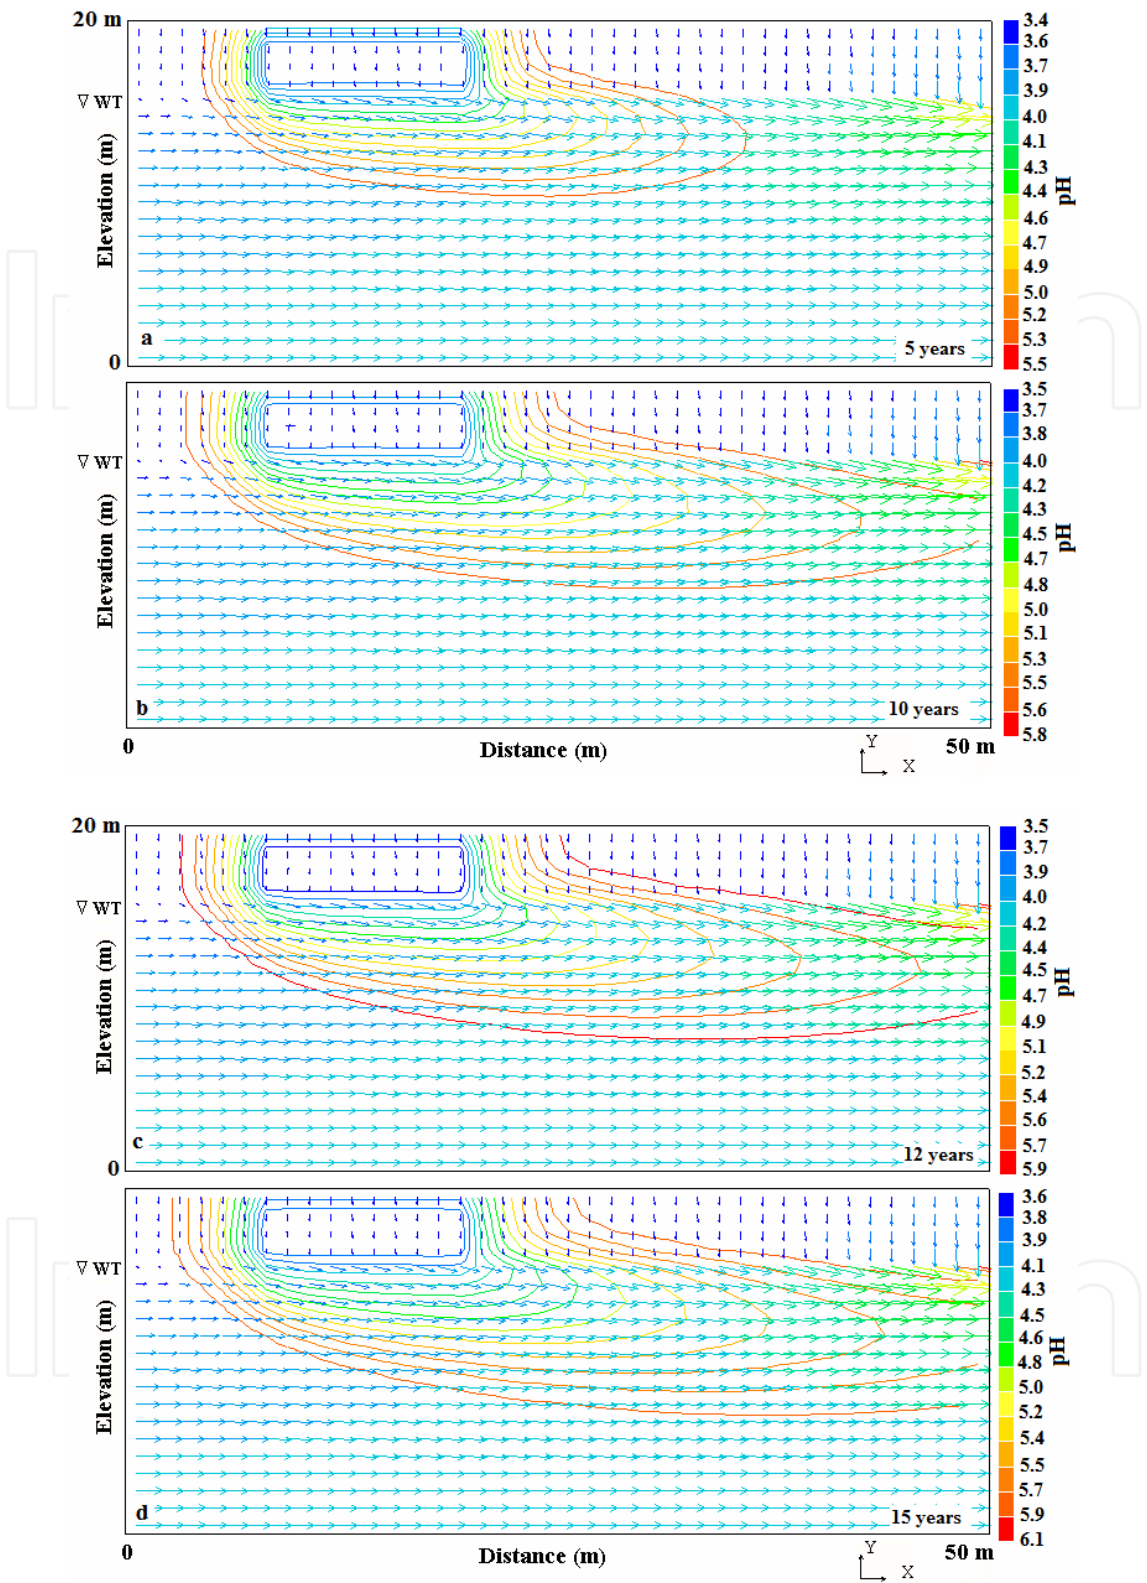 20 m
∇ WT
Elevation (m)
0
a
5 years
3.4
3.6
3.7
3.9
4.0
4.1
4.3
4.4
4.6
4.7
4.9
5.0
5.2
5.3
5.5
pH
∇ WT
Elevation (m)
b
10 years
3.5
3.7
3.8
4.0
4.2
4.3
4.5
4.7
4.8
5.0
5.1
5.3
5.5
5.6
5.8
pH
0
Distance (m)
50 m
Y
X
20 m
∇ WT
Elevation (m)
0
c
12 years
3.5
3.7
3.9
4.0
4.2
4.4
4.5
4.7
4.9
5.1
5.2
5.4
5.6
5.7
5.9
pH
∇ WT
Elevation (m)
d
15 years
3.6
3.8
3.9
4.1
4.3
4.5
4.6
4.8
5.0
5.2
5.4
5.5
5.7
5.9
6.1
pH
0
Distance (m)
50 m
Y
X